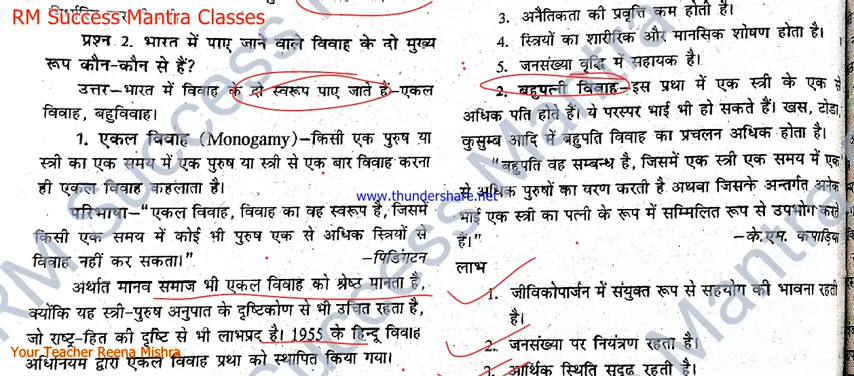 RM Success Mantra Classes
प्रश्न 2. भारत में पाए जाने वाले विवाह के दो मुख्य
रूप कौन-कौन से हैं?
उत्तर–भारत में विवाह के दो स्वरूप पाए जाते हैं–एकल
विवाह, बहुविवाह।
1. एकल विवाह (Monogamy)–किसी एक पुरुष या
स्त्री का एक समय में एक पुरुष या स्त्री से एक बार विवाह करना
ही एकल विवाह कहलाता है।
www.thundershare.net
परिभाषा–"एकल विवाह, विवाह का वह स्वरूप है, जिसमें
किसी एक समय में कोई भी पुरुष एक से अधिक स्त्रियों से
विवाह नहीं कर सकता।" –पिडिंगटन
अर्थात मानव समाज भी एकल विवाह को श्रेष्ठ मानता है,
क्योंकि यह स्त्री-पुरुष अनुपात के दृष्टिकोण से भी उचित रहता है,
जो राष्ट्र-हित की दृष्टि से भी लाभप्रद है। 1955 के हिन्दू विवाह
Your Teacher Reena Mishra
अधिनियम द्वारा एकल विवाह प्रथा को स्थापित किया गया।
3. अनैतिकता की प्रवृत्ति कम होती है।
4. स्त्रियों का शारीरिक और मानसिक शोषण होता है।
5. जनसंख्या वृद्धि में सहायक है।
2. बहुपत्नी विवाह–इस प्रथा में एक स्त्री के एक से
अधिक पति होते हैं। ये परस्पर भाई भी हो सकते हैं। खस, टोडा,
कुसुम्ब आदि में बहुपति विवाह का प्रचलन अधिक होता है।
"बहुपति वह सम्बन्ध है, जिसमें एक स्त्री एक समय में एक
से अधिक पुरुषों का वरण करती है अथवा जिसके अन्तर्गत अनेक
भाई एक स्त्री का पत्नी के रूप में सम्मिलित रूप से उपभोग करते
हैं।" –के.एम. कपाड़िया
लाभ
1. जीविकोपार्जन में संयुक्त रूप से सहयोग की भावना रहती
है।
2. जनसंख्या पर नियंत्रण रहता है।
3. आर्थिक स्थिति सुदृढ़ रहती है।
RM Success Mantra